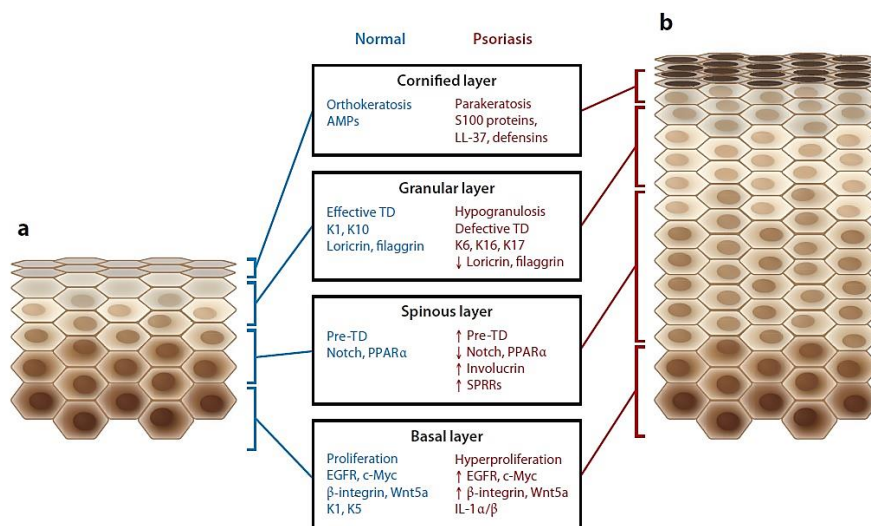 a
b
Normal Psoriasis
Cornified layer
Orthokeratosis Parakeratosis
AMPs S100 proteins,
LL-37, defensins
Granular layer
Effective TD Hypogranulosis
K1, K10 Defective TD
Loricrin, filaggrin K6, K16, K17
↓ Loricrin, filaggrin
Spinous layer
Pre-TD ↑ Pre-TD
Notch, PPARα ↓ Notch, PPARα
↑ Involucrin
↑ SPRRs
Basal layer
Proliferation Hyperproliferation
EGFR, c-Myc ↑ EGFR, c-Myc
β-integrin, Wnt5a ↑ β-integrin, Wnt5a
K1, K5 IL-1α/β